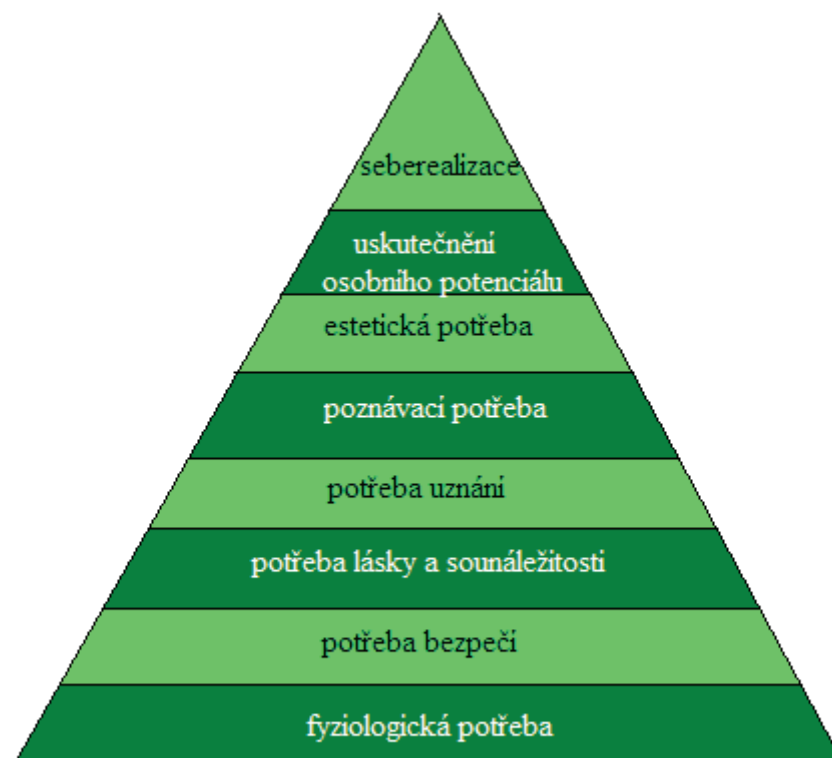 seberealizace
uskutečnění
osobního potenciálu
estetická potřeba
poznávací potřeba
potřeba uznání
potřeba lásky a sounáležitosti
potřeba bezpečí
fyziologická potřeba